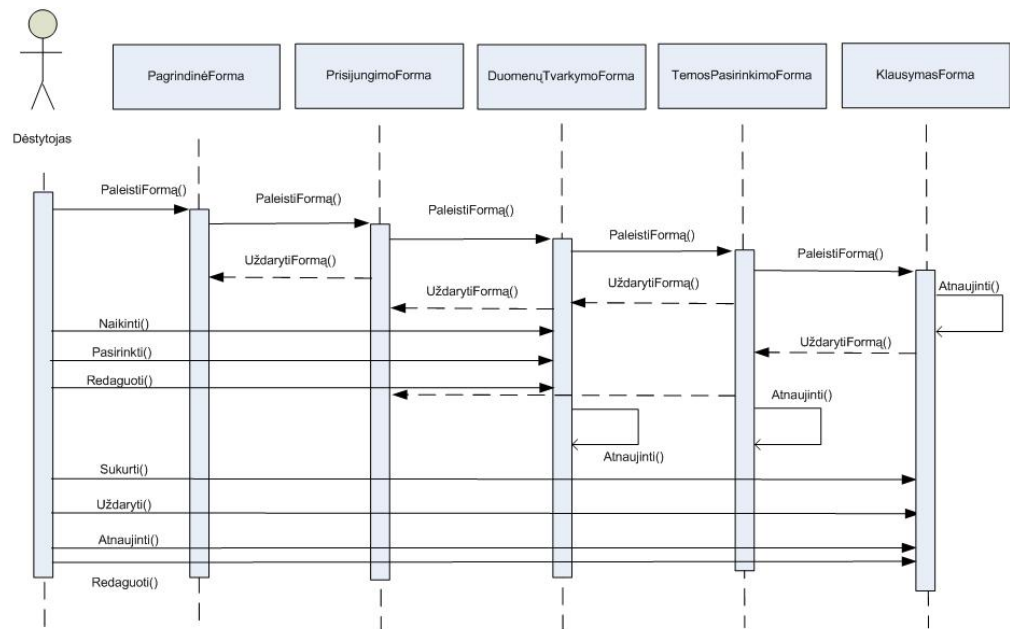 PagrindinėForma
PrisijungimoForma
DuomenųTvarkymoForma
TemosPasirinkimoForma
KlausymasForma
Dėstytojas
PaleistiFormą()
PaleistiFormą()
PaleistiFormą()
PaleistiFormą()
PaleistiFormą()
UždarytiFormą()
UždarytiFormą()
UždarytiFormą()
Atnaujinti()
Naikinti()
UždarytiFormą()
Pasirinkti()
Redaguoti()
Atnaujinti()
Atnaujinti()
Sukurti()
Uždaryti()
Atnaujinti()
Redaguoti()